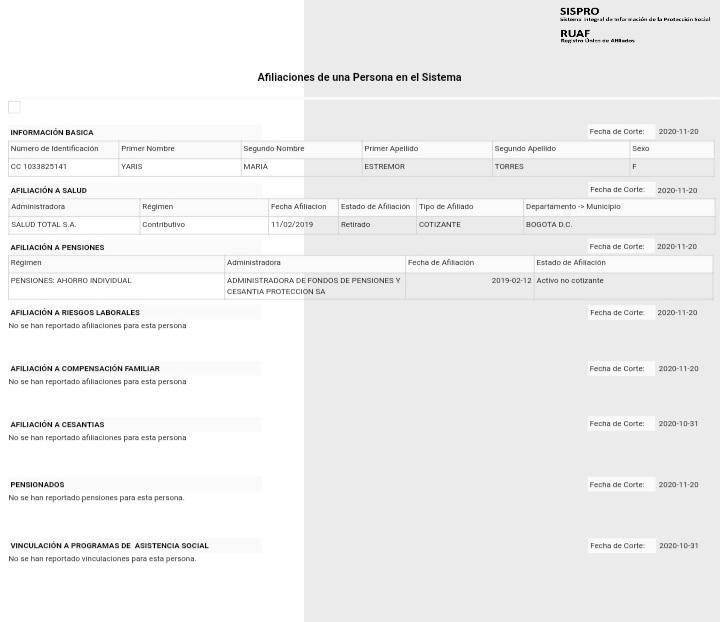 SISPRO
Sistema Integral de Información de la Protección Social
RUAF
Registro Único de Afiliados
Afiliaciones de una Persona en el Sistema
INFORMACIÓN BASICA Fecha de Corte: 2020-11-20
Número de Identificación Primer Nombre Segundo Nombre Primer Apellido Segundo Apellido Sexo
CC 1033825141 YARIS MARIA ESTREMOR TORRES F
AFILIACIÓN A SALUD Fecha de Corte: 2020-11-20
Administradora Régimen Fecha Afiliacion Estado de Afiliación Tipo de Afiliado Departamento -> Municipio
SALUD TOTAL S.A. Contributivo 11/02/2019 Retirado COTIZANTE BOGOTA D.C.
AFILIACIÓN A PENSIONES Fecha de Corte: 2020-11-20
Régimen Administradora Fecha de Afiliación Estado de Afiliación
PENSIONES: AHORRO INDIVIDUAL ADMINISTRADORA DE FONDOS DE PENSIONES Y 2019-02-12 Activo no cotizante
CESANTIA PROTECCION SA
AFILIACIÓN A RIESGOS LABORALES Fecha de Corte: 2020-11-20
No se han reportado afiliaciones para esta persona
AFILIACIÓN A COMPENSACIÓN FAMILIAR Fecha de Corte: 2020-11-20
No se han reportado afiliaciones para esta persona
AFILIACIÓN A CESANTIAS Fecha de Corte: 2020-10-31
No se han reportado afiliaciones para esta persona
PENSIONADOS Fecha de Corte: 2020-11-20
No se han reportado pensiones para esta persona.
VINCULACIÓN A PROGRAMAS DE ASISTENCIA SOCIAL Fecha de Corte: 2020-10-31
No se han reportado vinculaciones para esta persona.